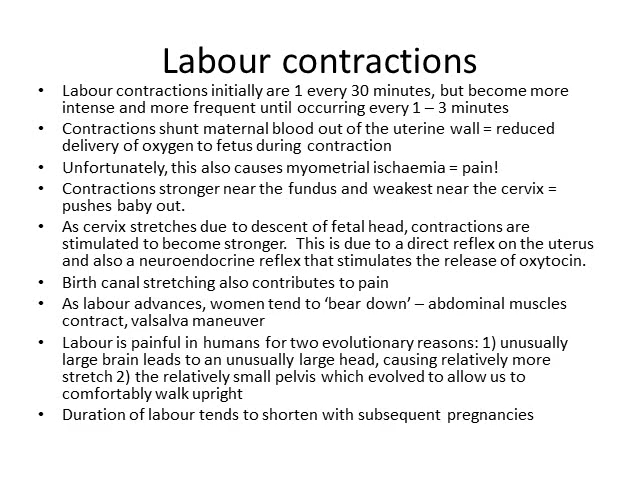 Labour contractions
• Labour contractions initially are 1 every 30 minutes, but become more
intense and more frequent until occurring every 1 – 3 minutes
• Contractions shunt maternal blood out of the uterine wall = reduced
delivery of oxygen to fetus during contraction
• Unfortunately, this also causes myometrial ischaemia = pain!
• Contractions stronger near the fundus and weakest near the cervix =
pushes baby out.
• As cervix stretches due to descent of fetal head, contractions are
stimulated to become stronger.  This is due to a direct reflex on the uterus
and also a neuroendocrine reflex that stimulates the release of oxytocin.
• Birth canal stretching also contributes to pain
• As labour advances, women tend to ‘bear down’ – abdominal muscles
contract, valsalva maneuver
• Labour is painful in humans for two evolutionary reasons: 1) unusually
large brain leads to an unusually large head, causing relatively more
stretch 2) the relatively small pelvis which evolved to allow us to
comfortably walk upright
• Duration of labour tends to shorten with subsequent pregnancies